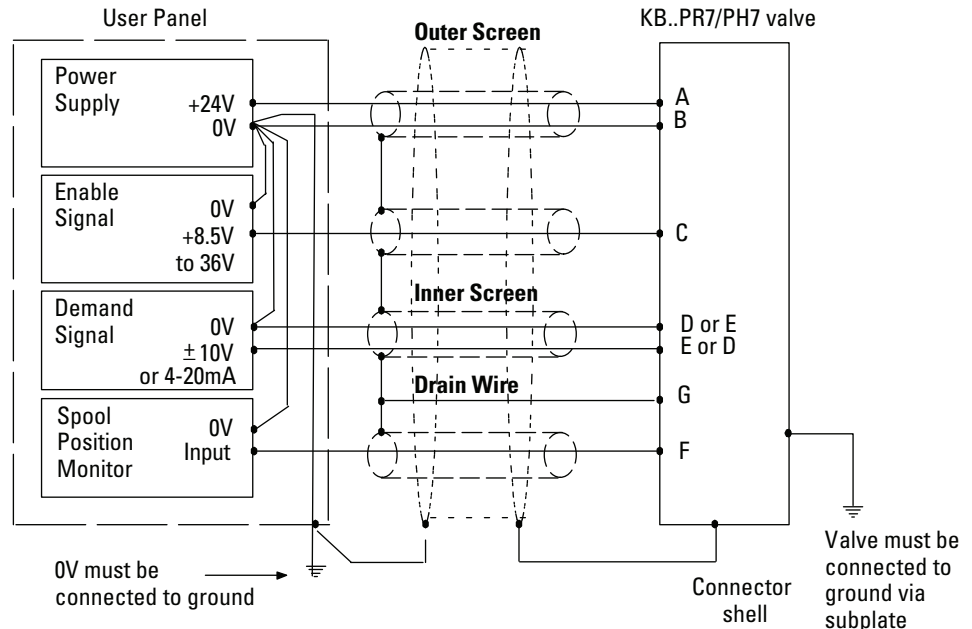 User Panel
KB..PR7/PH7 valve
Outer Screen
Power
Supply
+24V
0V
A
B
Enable
Signal
0V
+8.5V
to 36V
C
Inner Screen
Demand
Signal
0V
±10V
or 4-20mA
D or E
E or D
Drain Wire
G
Spool
Position
Monitor
0V
Input
F
0V must be
connected to ground
Connector
shell
Valve must be
connected to
ground via
subplate